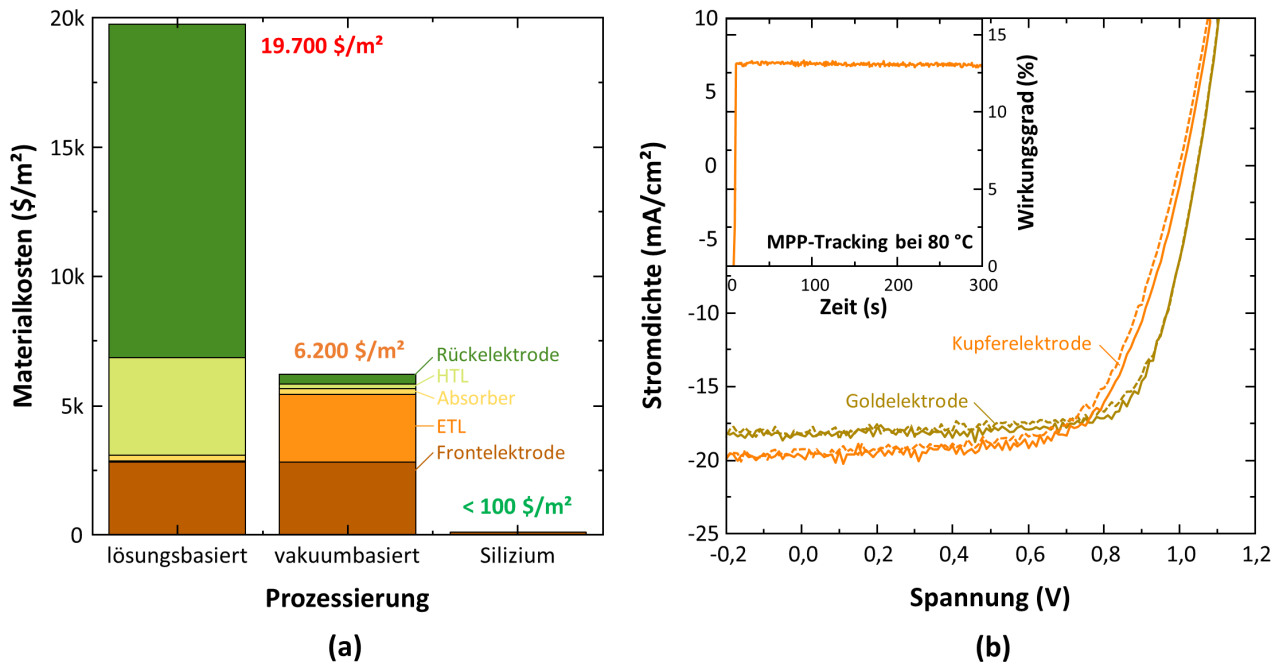 20k
15k
10k
5k
0
Materialkosten ($/m²)
19.700 $/m²
6.200 $/m²
< 100 $/m²
Rückelektrode
HTL
Absorber
ETL
Frontelektrode
lösungsbasiert
vakuumbasiert
Silizium
Prozessierung
(a)
10
5
0
-5
-10
-15
-20
-25
Stromdichte (mA/cm²)
15
10
5
0
Wirkungsgrad (%)
MPP-Tracking bei 80 °C
0
100
200
300
Zeit (s)
Kupferelektrode
Goldelektrode
-0,2
0,0
0,2
0,4
0,6
0,8
1,0
1,2
Spannung (V)
(b)